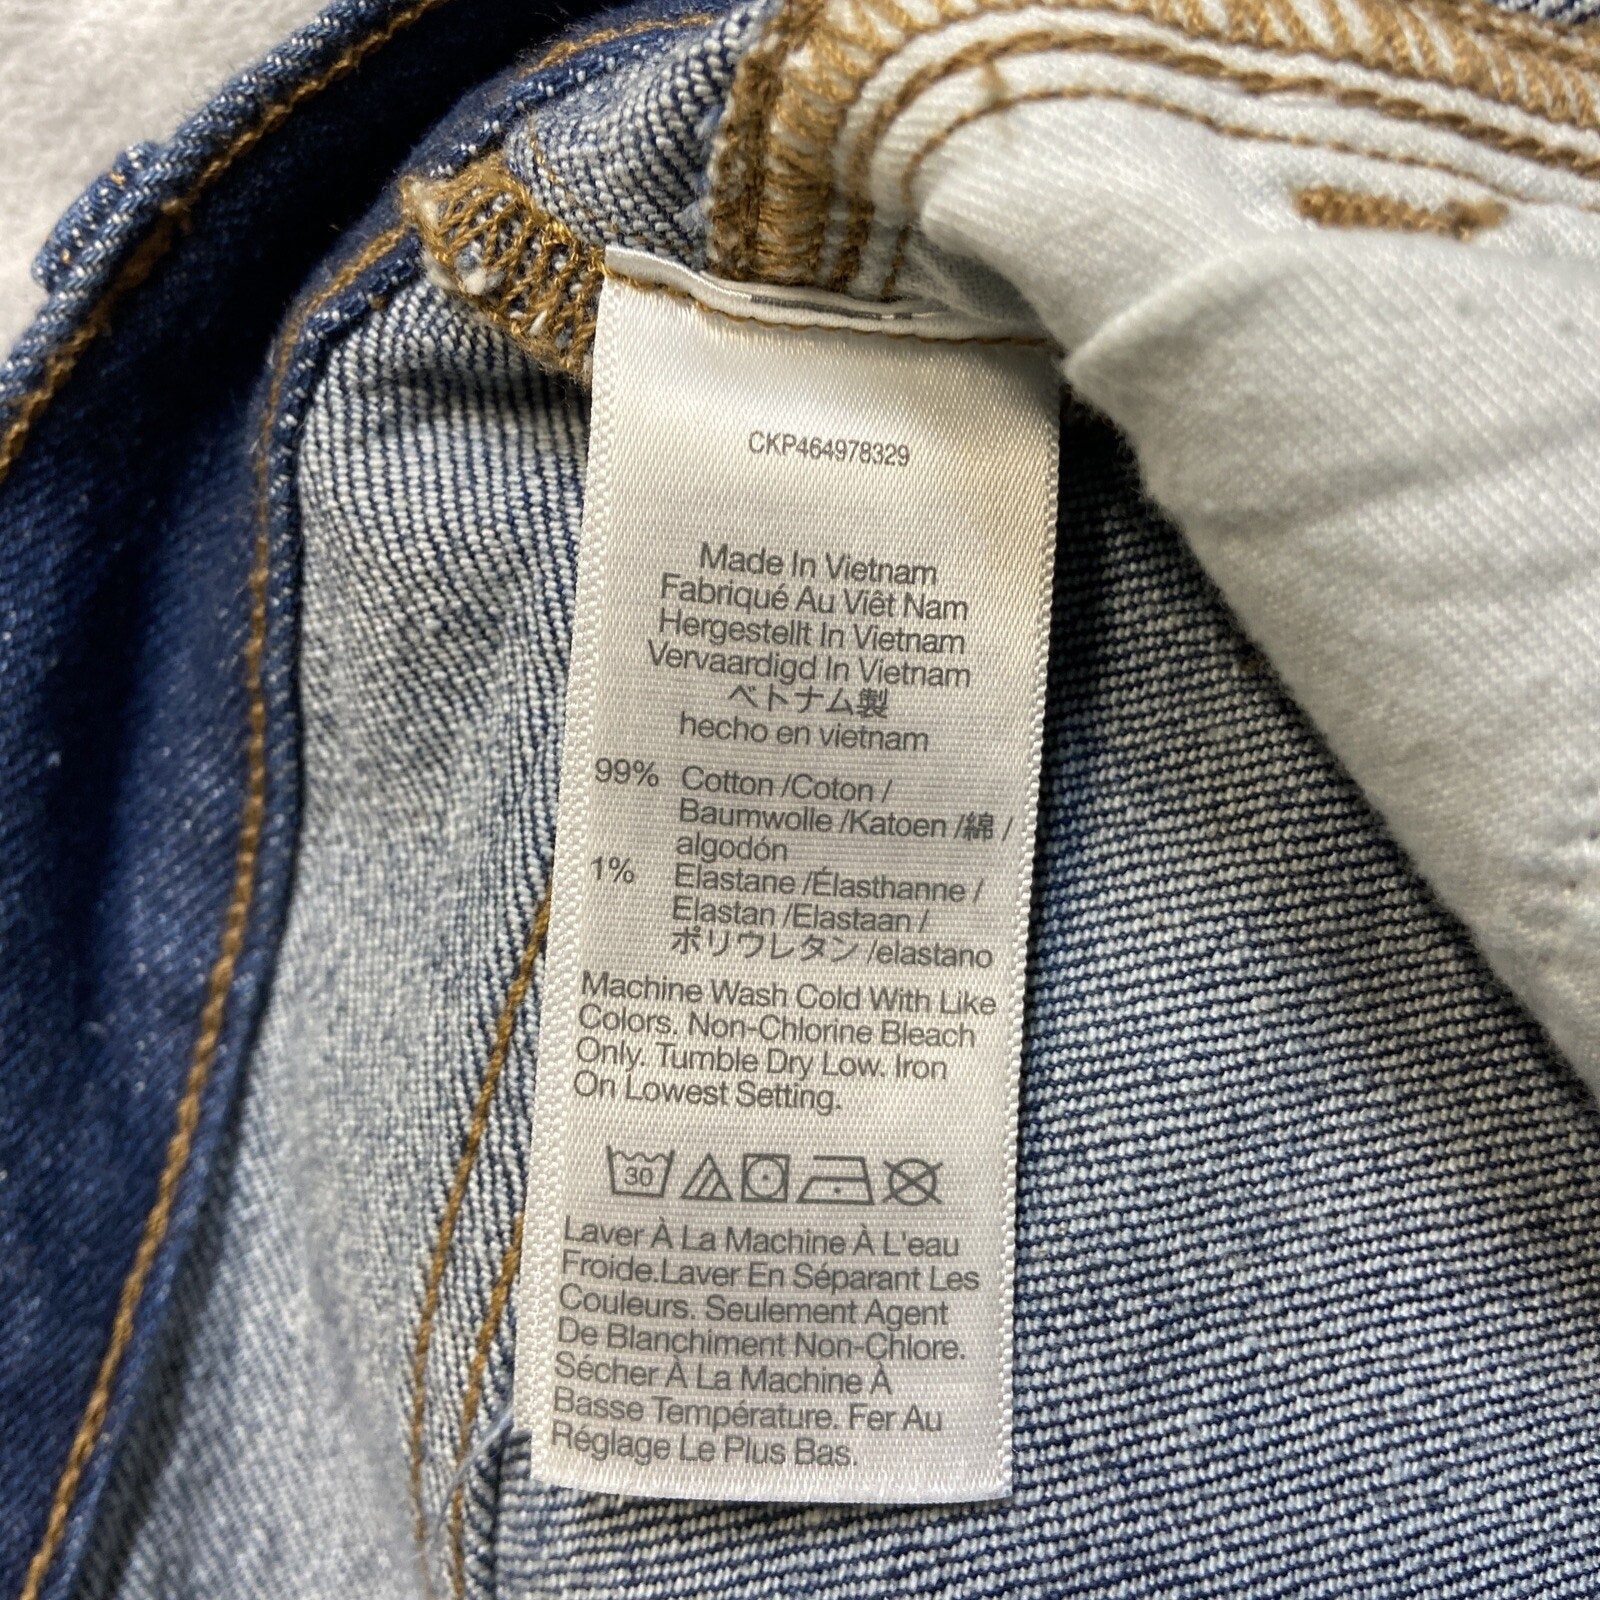 CKP464978329
Made In Vietnam
Fabriqué Au Viêt Nam
Hergestellt In Vietnam
Vervaardigd In Vietnam
ベトナム製
hecho en vietnam
99% Cotton /Coton /
Baumwolle /Katoen /綿 /
algodón
1% Elastane /Élasthanne /
Elastan /Elastaan /
ポリウレタン /elastano
Machine Wash Cold With Like
Colors. Non-Chlorine Bleach
Only. Tumble Dry Low. Iron
On Lowest Setting.
30
Laver À La Machine À L'eau
Froide.Laver En Séparant Les
Couleurs. Seulement Agent
De Blanchiment Non-Chlore.
Sécher À La Machine À
Basse Température. Fer Au
Réglage Le Plus Bas.